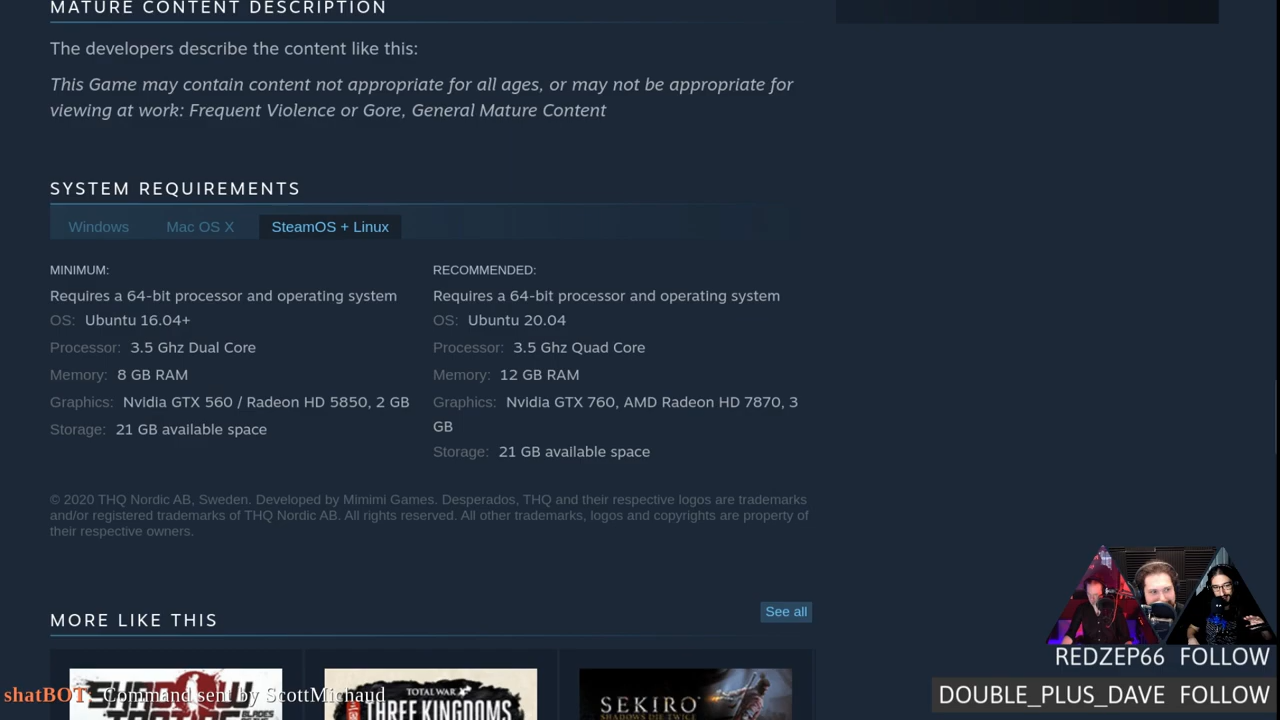 MATURE CONTENT DESCRIPTION
The developers describe the content like this:
This Game may contain content not appropriate for all ages, or may not be appropriate for
viewing at work: Frequent Violence or Gore, General Mature Content
SYSTEM REQUIREMENTS
Windows Mac OS X SteamOS + Linux
MINIMUM:
Requires a 64-bit processor and operating system
OS: Ubuntu 16.04+
Processor: 3.5 Ghz Dual Core
Memory: 8 GB RAM
Graphics: Nvidia GTX 560 / Radeon HD 5850, 2 GB
Storage: 21 GB available space
RECOMMENDED:
Requires a 64-bit processor and operating system
OS: Ubuntu 20.04
Processor: 3.5 Ghz Quad Core
Memory: 12 GB RAM
Graphics: Nvidia GTX 760, AMD Radeon HD 7870, 3
GB
Storage: 21 GB available space
© 2020 THQ Nordic AB, Sweden. Developed by Mimimi Games. Desperados, THQ and their respective logos are trademarks
and/or registered trademarks of THQ Nordic AB. All rights reserved. All other trademarks, logos and copyrights are property of
their respective owners.
MORE LIKE THIS
See all
TOTAL WAR
THREE KINGDOMS
SEKIRO
SHADOWS DIE TWICE
shatBOT Command sent by ScottMichaud
REDZEP66 FOLLOW
DOUBLE_PLUS_DAVE FOLLOW